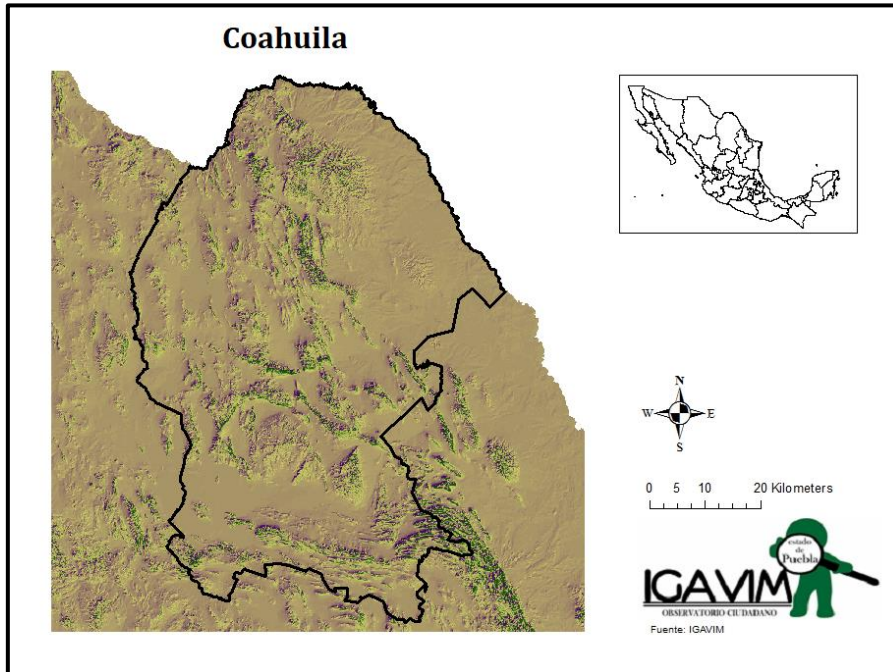 Coahuila
N
W E
S
0 5 10 20 Kilometers
estado
de
Puebla
IGAVIM
OBSERVATORIO CIUDADANO
Fuente: IGAVIM